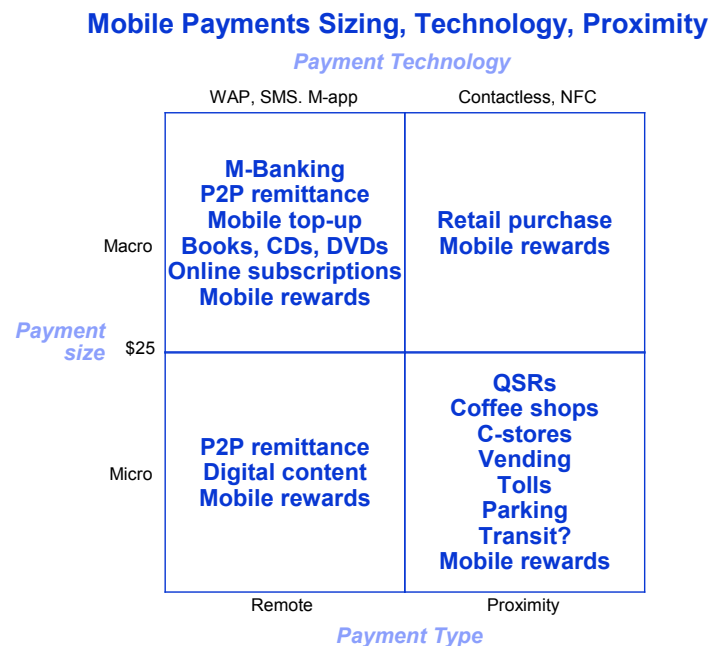 Mobile Payments Sizing, Technology, Proximity
Payment Technology
WAP, SMS. M-app
Contactless, NFC
M-Banking
P2P remittance
Mobile top-up
Books, CDs, DVDs
Online subscriptions
Mobile rewards
Retail purchase
Mobile rewards
Macro
Payment
size
$25
Micro
P2P remittance
Digital content
Mobile rewards
QSRs
Coffee shops
C-stores
Vending
Tolls
Parking
Transit?
Mobile rewards
Remote
Proximity
Payment Type